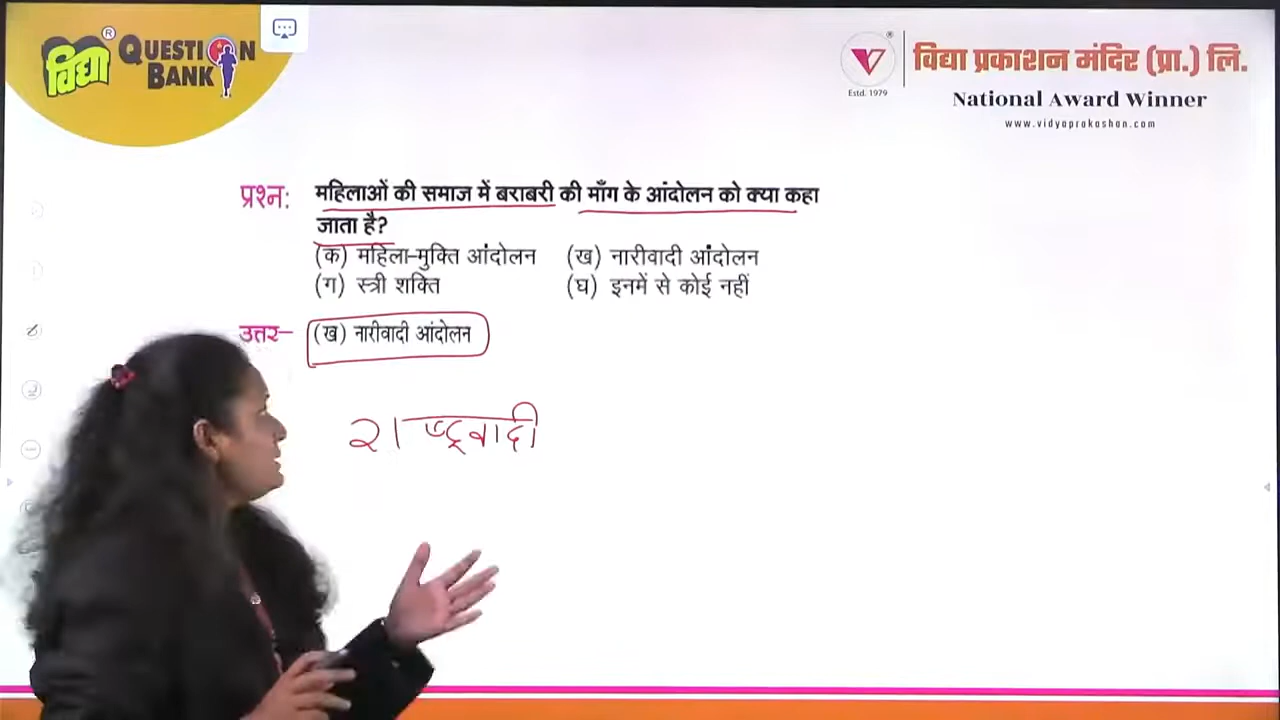 विद्या
®
QUESTION
BANK
®
Estd. 1979
विद्या प्रकाशन मंदिर (प्रा.) लि.
National Award Winner
www.vidyaprakashan.com
प्रश्न: महिलाओं की समाज में बराबरी की माँग के आंदोलन को क्या कहा
जाता है?
(क) महिला-मुक्ति आंदोलन (ख) नारीवादी आंदोलन
(ग) स्त्री शक्ति (घ) इनमें से कोई नहीं
उत्तर– (ख) नारीवादी आंदोलन
राष्ट्रवादी